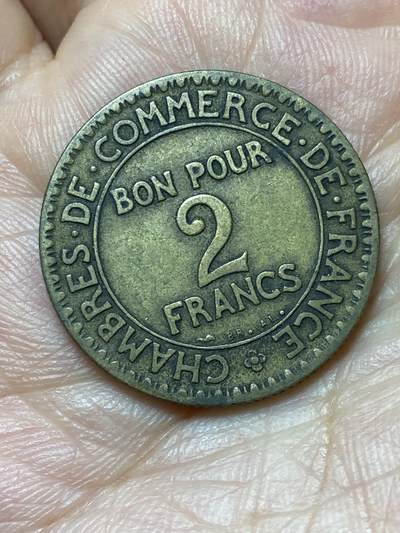 CHAMBRES·DE·COMMERCE·DE·FRANCE
BON POUR
2
FRANCS